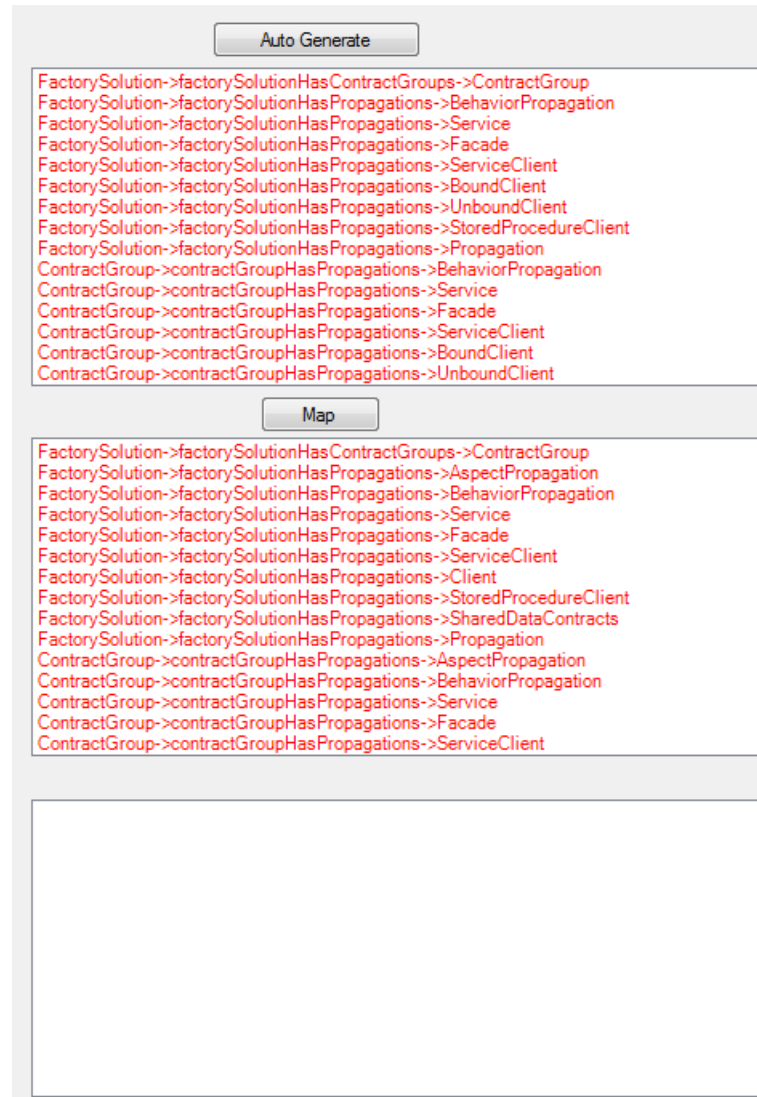 Auto Generate
FactorySolution->factorySolutionHasContractGroups->ContractGroup
FactorySolution->factorySolutionHasPropagations->BehaviorPropagation
FactorySolution->factorySolutionHasPropagations->Service
FactorySolution->factorySolutionHasPropagations->Facade
FactorySolution->factorySolutionHasPropagations->ServiceClient
FactorySolution->factorySolutionHasPropagations->BoundClient
FactorySolution->factorySolutionHasPropagations->UnboundClient
FactorySolution->factorySolutionHasPropagations->StoredProcedureClient
FactorySolution->factorySolutionHasPropagations->Propagation
ContractGroup->contractGroupHasPropagations->BehaviorPropagation
ContractGroup->contractGroupHasPropagations->Service
ContractGroup->contractGroupHasPropagations->Facade
ContractGroup->contractGroupHasPropagations->ServiceClient
ContractGroup->contractGroupHasPropagations->BoundClient
ContractGroup->contractGroupHasPropagations->UnboundClient
Map
FactorySolution->factorySolutionHasContractGroups->ContractGroup
FactorySolution->factorySolutionHasPropagations->AspectPropagation
FactorySolution->factorySolutionHasPropagations->BehaviorPropagation
FactorySolution->factorySolutionHasPropagations->Service
FactorySolution->factorySolutionHasPropagations->Facade
FactorySolution->factorySolutionHasPropagations->ServiceClient
FactorySolution->factorySolutionHasPropagations->Client
FactorySolution->factorySolutionHasPropagations->StoredProcedureClient
FactorySolution->factorySolutionHasPropagations->SharedDataContracts
FactorySolution->factorySolutionHasPropagations->Propagation
ContractGroup->contractGroupHasPropagations->AspectPropagation
ContractGroup->contractGroupHasPropagations->BehaviorPropagation
ContractGroup->contractGroupHasPropagations->Service
ContractGroup->contractGroupHasPropagations->Facade
ContractGroup->contractGroupHasPropagations->ServiceClient